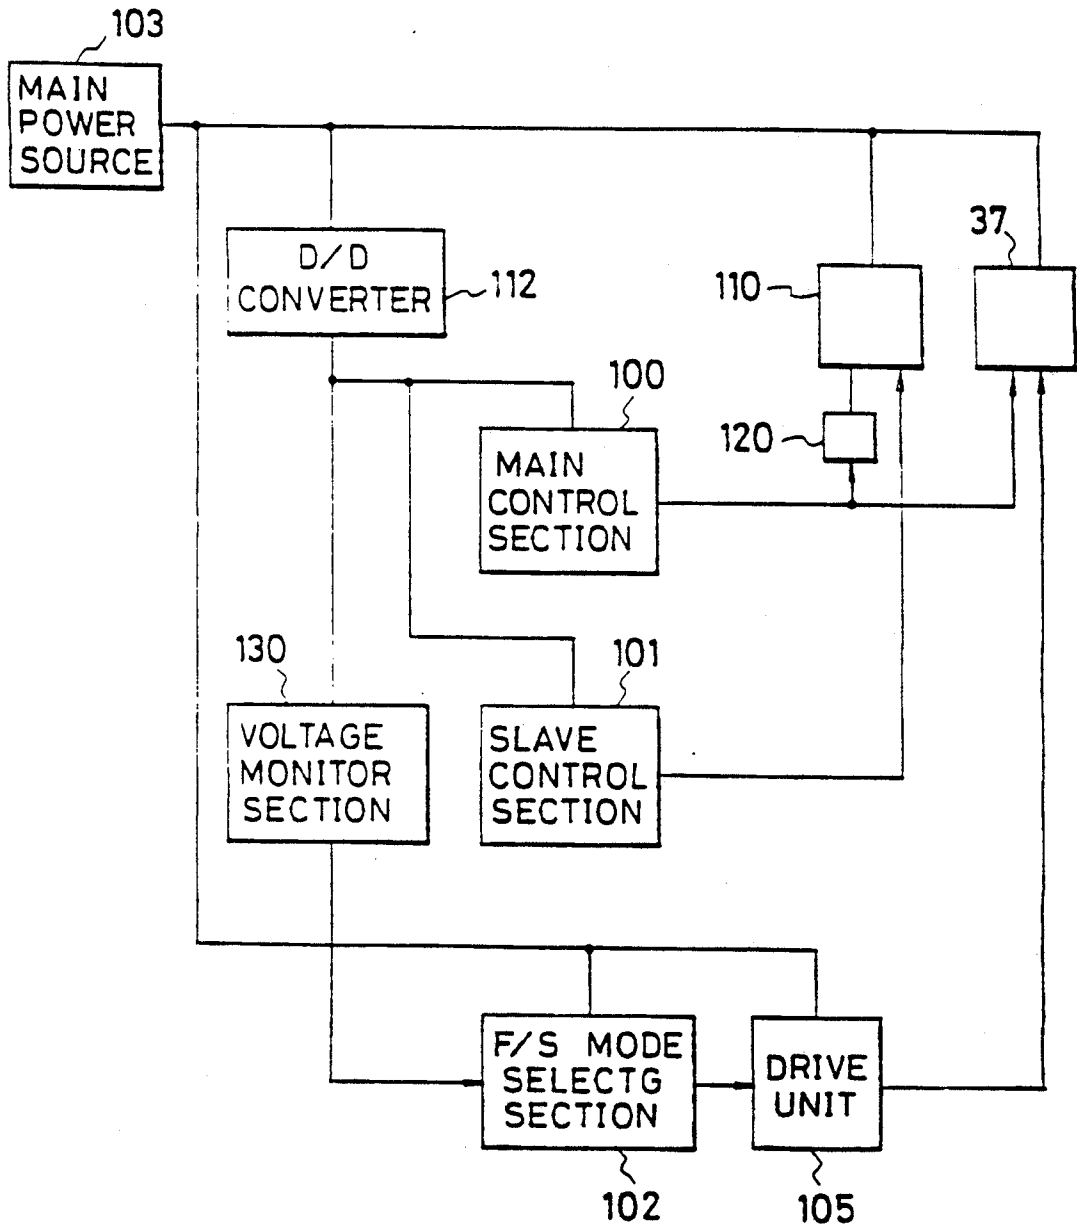 103
MAIN
POWER
SOURCE
D/D
CONVERTER
112
110
37
100
120
MAIN
CONTROL
SECTION
130
101
VOLTAGE
MONITOR
SECTION
SLAVE
CONTROL
SECTION
F/S MODE
SELECTG
SECTION
DRIVE
UNIT
102
105